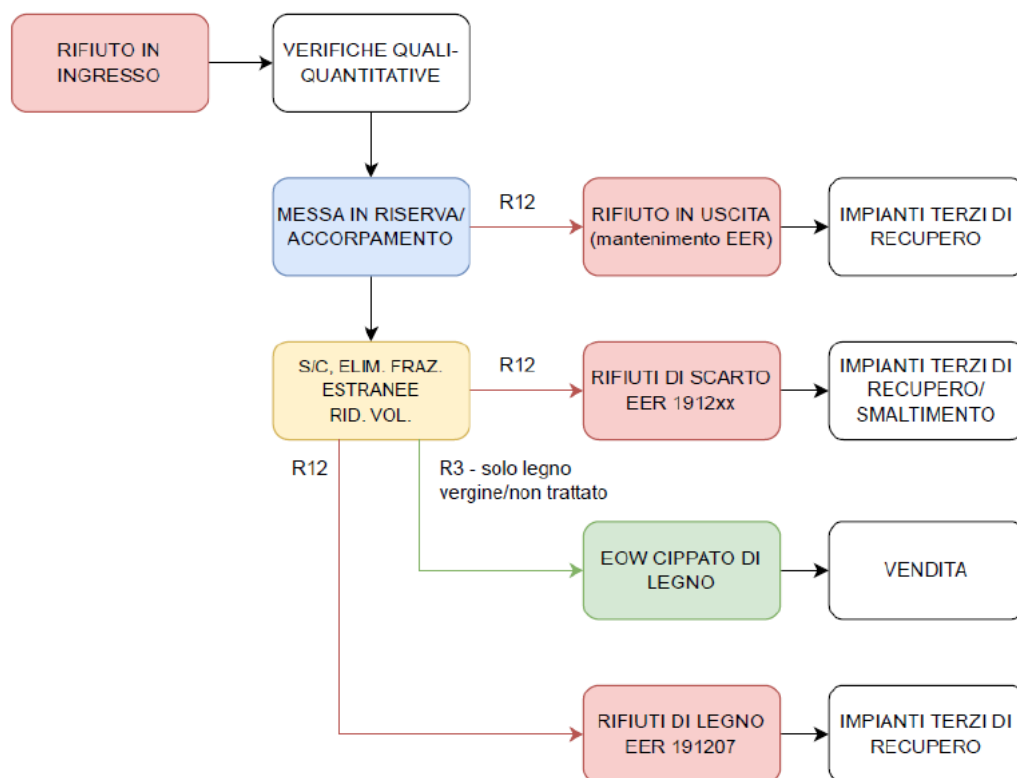 RIFIUTO IN
INGRESSO
VERIFICHE QUALI-
QUANTITATIVE
MESSA IN RISERVA/
ACCORPAMENTO
R12
RIFIUTO IN USCITA
(mantenimento EER)
IMPIANTI TERZI DI
RECUPERO
S/C, ELIM. FRAZ.
ESTRANEE
RID. VOL.
R12
RIFIUTI DI SCARTO
EER 1912xx
IMPIANTI TERZI DI
RECUPERO/
SMALTIMENTO
R12
R3 - solo legno
vergine/non trattato
EOW CIPPATO DI
LEGNO
VENDITA
RIFIUTI DI LEGNO
EER 191207
IMPIANTI TERZI DI
RECUPERO